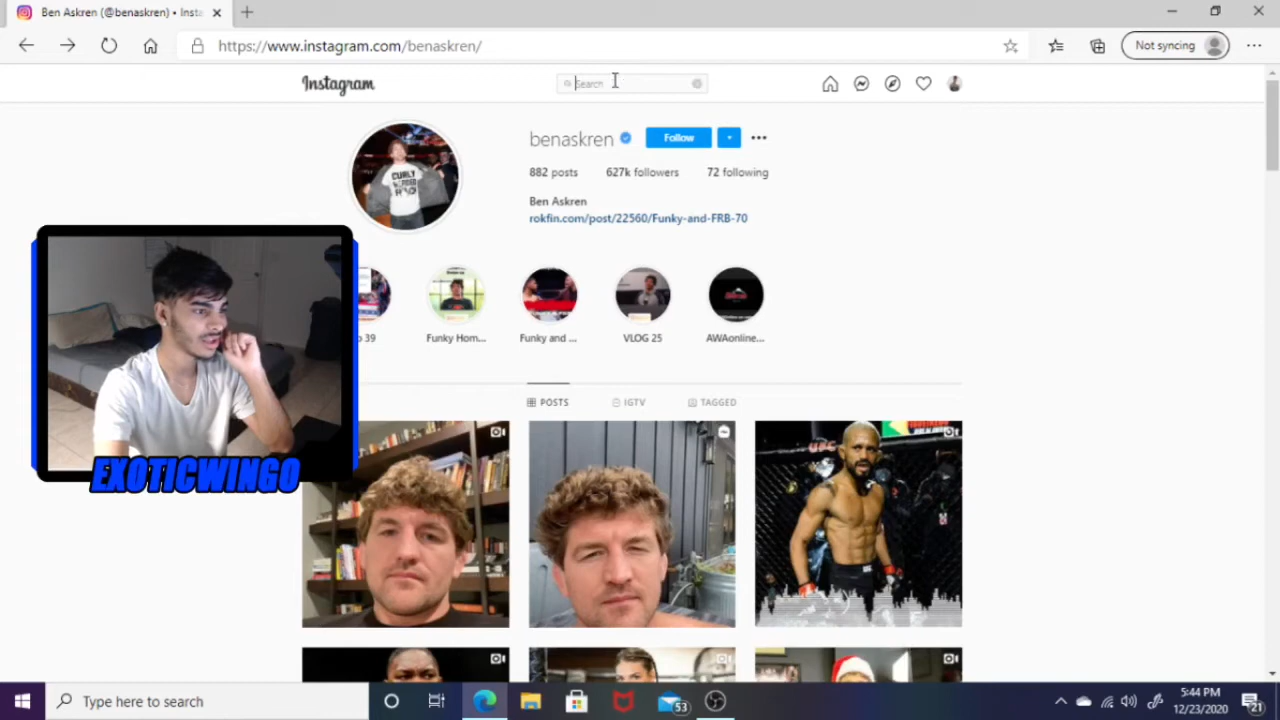 Ben Askren (@benaskren) • Insta
https://www.instagram.com/benaskren/
Not syncing
Instagram
Search
benaskren
Follow
882 posts
627k followers
72 following
Ben Askren
rokfin.com/post/22560/Funky-and-FRB-70
39
Funky Hom...
Funky and ...
VLOG 25
AWAonline...
POSTS
IGTV
TAGGED
EXOTICWINGO
Type here to search
53
5:44 PM
12/23/2020
21